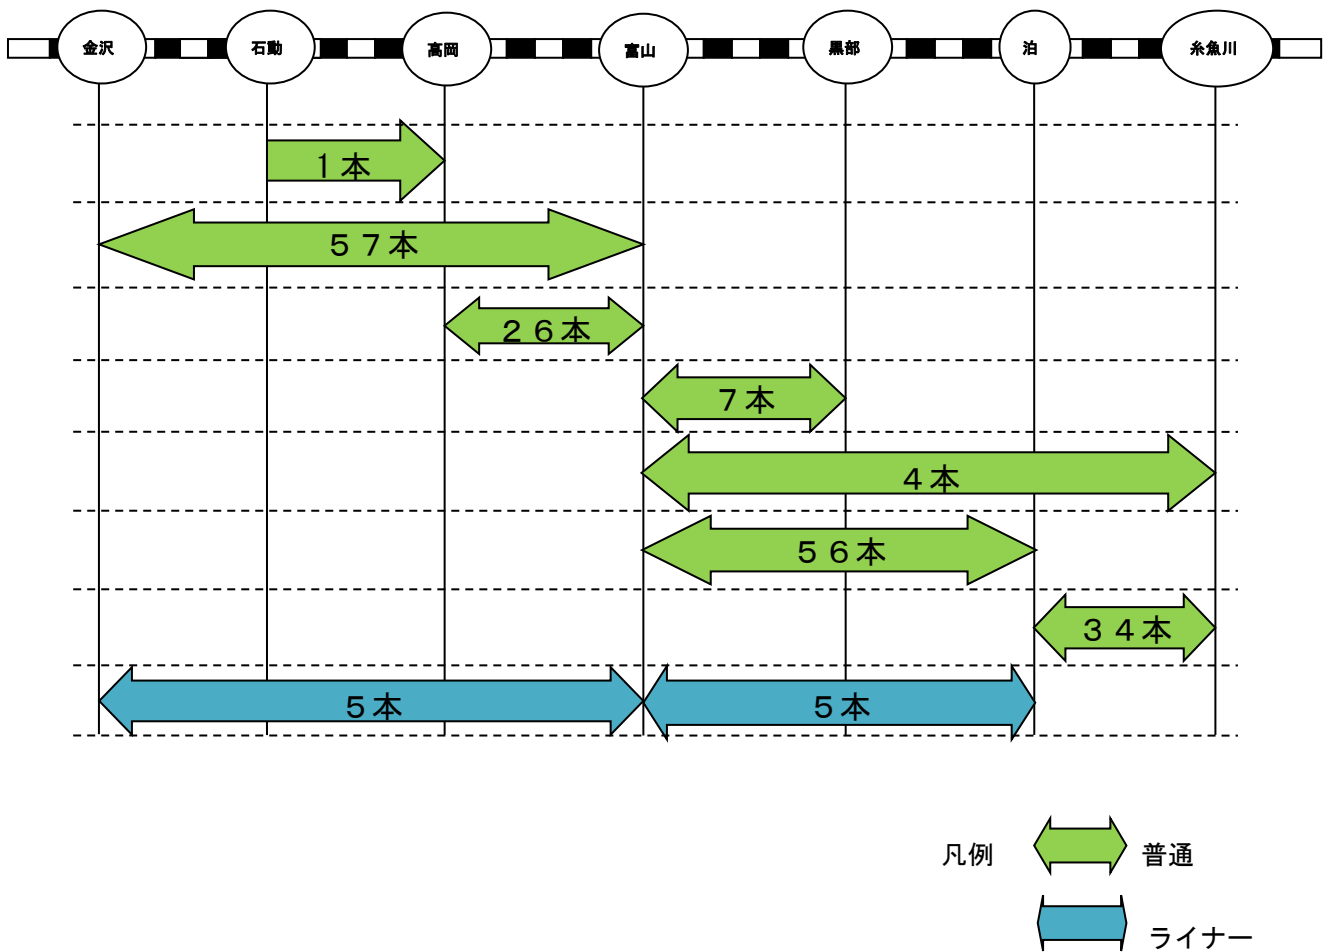 金沢 石動 高岡 富山 黒部 泊 糸魚川
１本
５７本
２６本
７本
４本
５６本
３４本
５本 ５本
凡例 普通
ライナー